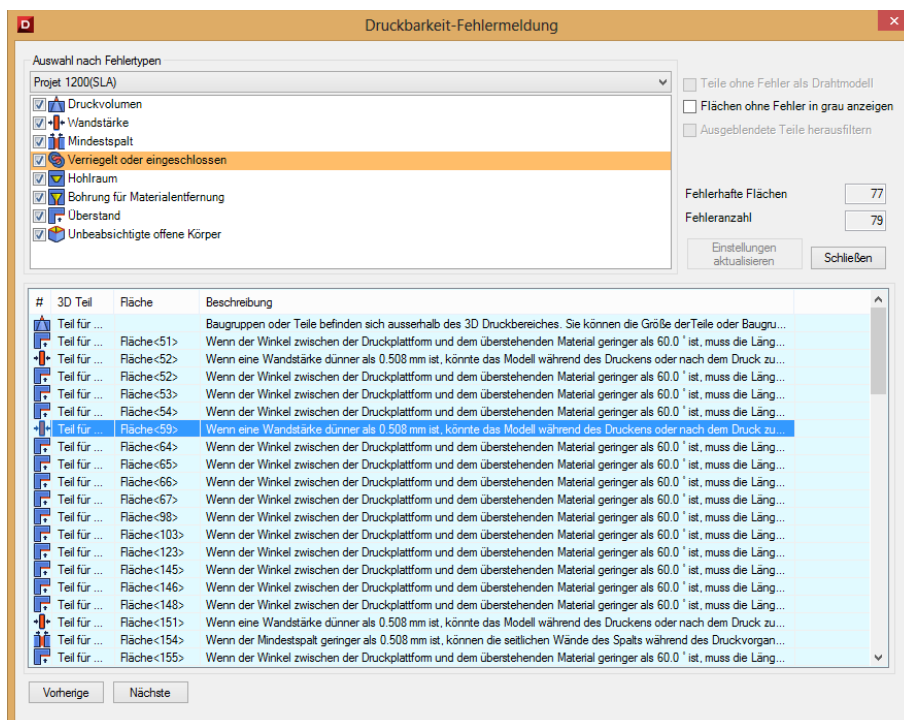 D
Druckbarkeit-Fehlermeldung
Auswahl nach Fehlertypen
Projet 1200(SLA)
Druckvolumen
Wandstärke
Mindestspalt
Verriegelt oder eingeschlossen
Hohlraum
Bohrung für Materialentfernung
Überstand
Unbeabsichtigte offene Körper
Teile ohne Fehler als Drahtmodell
Flächen ohne Fehler in grau anzeigen
Ausgeblendete Teile herausfiltern
Fehlerhafte Flächen 77
Fehleranzahl 79
Einstellungen
aktualisieren
Schließen
# 3D Teil Fläche Beschreibung
Teil für ... Baugruppen oder Teile befinden sich ausserhalb des 3D Druckbereiches. Sie können die Größe derTeile oder Baugru...
Teil für ... Fläche<51> Wenn der Winkel zwischen der Druckplattform und dem überstehenden Material geringer als 60.0 ' ist, muss die Läng...
Teil für ... Fläche<52> Wenn eine Wandstärke dünner als 0.508 mm ist, könnte das Modell während des Druckens oder nach dem Druck zu...
Teil für ... Fläche<52> Wenn der Winkel zwischen der Druckplattform und dem überstehenden Material geringer als 60.0 ' ist, muss die Läng...
Teil für ... Fläche<53> Wenn der Winkel zwischen der Druckplattform und dem überstehenden Material geringer als 60.0 ' ist, muss die Läng...
Teil für ... Fläche<54> Wenn der Winkel zwischen der Druckplattform und dem überstehenden Material geringer als 60.0 ' ist, muss die Läng...
Teil für ... Fläche<59> Wenn eine Wandstärke dünner als 0.508 mm ist, könnte das Modell während des Druckens oder nach dem Druck zu...
Teil für ... Fläche<64> Wenn der Winkel zwischen der Druckplattform und dem überstehenden Material geringer als 60.0 ' ist, muss die Läng...
Teil für ... Fläche<65> Wenn der Winkel zwischen der Druckplattform und dem überstehenden Material geringer als 60.0 ' ist, muss die Läng...
Teil für ... Fläche<66> Wenn der Winkel zwischen der Druckplattform und dem überstehenden Material geringer als 60.0 ' ist, muss die Läng...
Teil für ... Fläche<67> Wenn der Winkel zwischen der Druckplattform und dem überstehenden Material geringer als 60.0 ' ist, muss die Läng...
Teil für ... Fläche<98> Wenn der Winkel zwischen der Druckplattform und dem überstehenden Material geringer als 60.0 ' ist, muss die Läng...
Teil für ... Fläche<103> Wenn der Winkel zwischen der Druckplattform und dem überstehenden Material geringer als 60.0 ' ist, muss die Läng...
Teil für ... Fläche<123> Wenn der Winkel zwischen der Druckplattform und dem überstehenden Material geringer als 60.0 ' ist, muss die Läng...
Teil für ... Fläche<145> Wenn der Winkel zwischen der Druckplattform und dem überstehenden Material geringer als 60.0 ' ist, muss die Läng...
Teil für ... Fläche<146> Wenn der Winkel zwischen der Druckplattform und dem überstehenden Material geringer als 60.0 ' ist, muss die Läng...
Teil für ... Fläche<148> Wenn der Winkel zwischen der Druckplattform und dem überstehenden Material geringer als 60.0 ' ist, muss die Läng...
Teil für ... Fläche<151> Wenn eine Wandstärke dünner als 0.508 mm ist, könnte das Modell während des Druckens oder nach dem Druck zu...
Teil für ... Fläche<154> Wenn der Mindestspalt geringer als 0.508 mm ist, können die seitlichen Wände des Spalts während des Druckvorgan...
Teil für ... Fläche<155> Wenn der Winkel zwischen der Druckplattform und dem überstehenden Material geringer als 60.0 ' ist, muss die Läng...
Vorherige Nächste